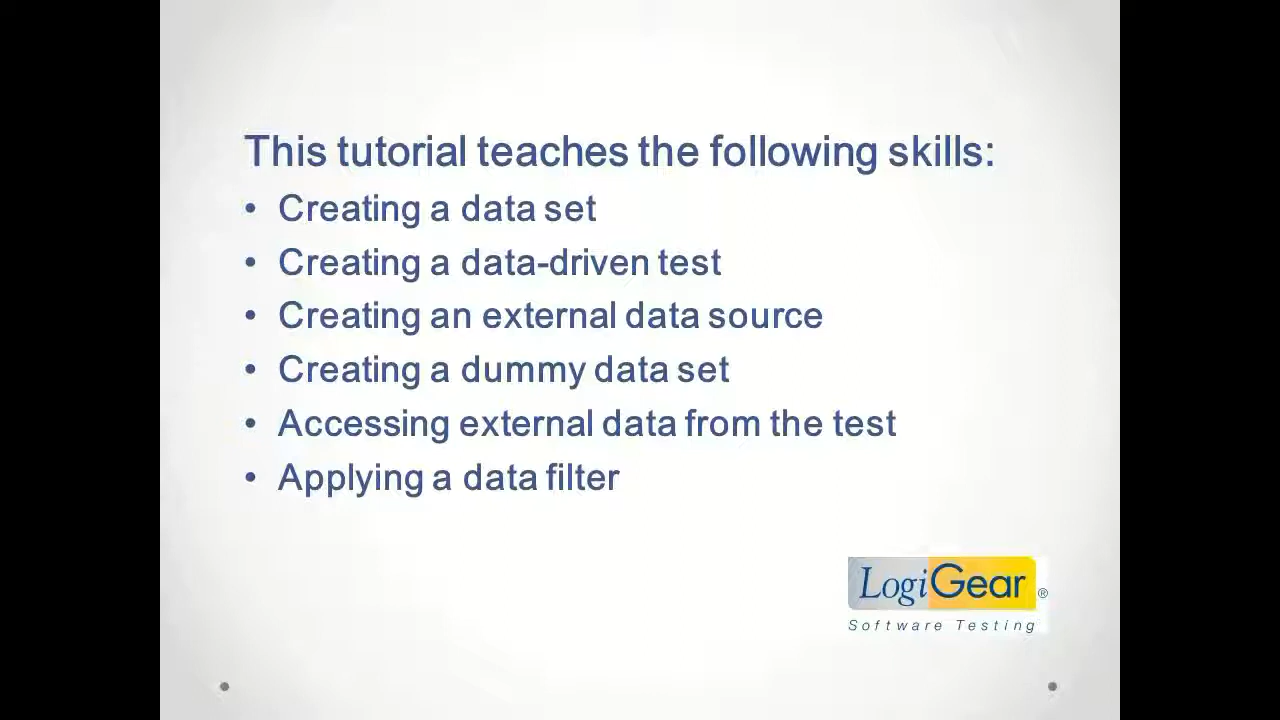 This tutorial teaches the following skills:
• Creating a data set
• Creating a data-driven test
• Creating an external data source
• Creating a dummy data set
• Accessing external data from the test
• Applying a data filter
LogiGear®
Software Testing